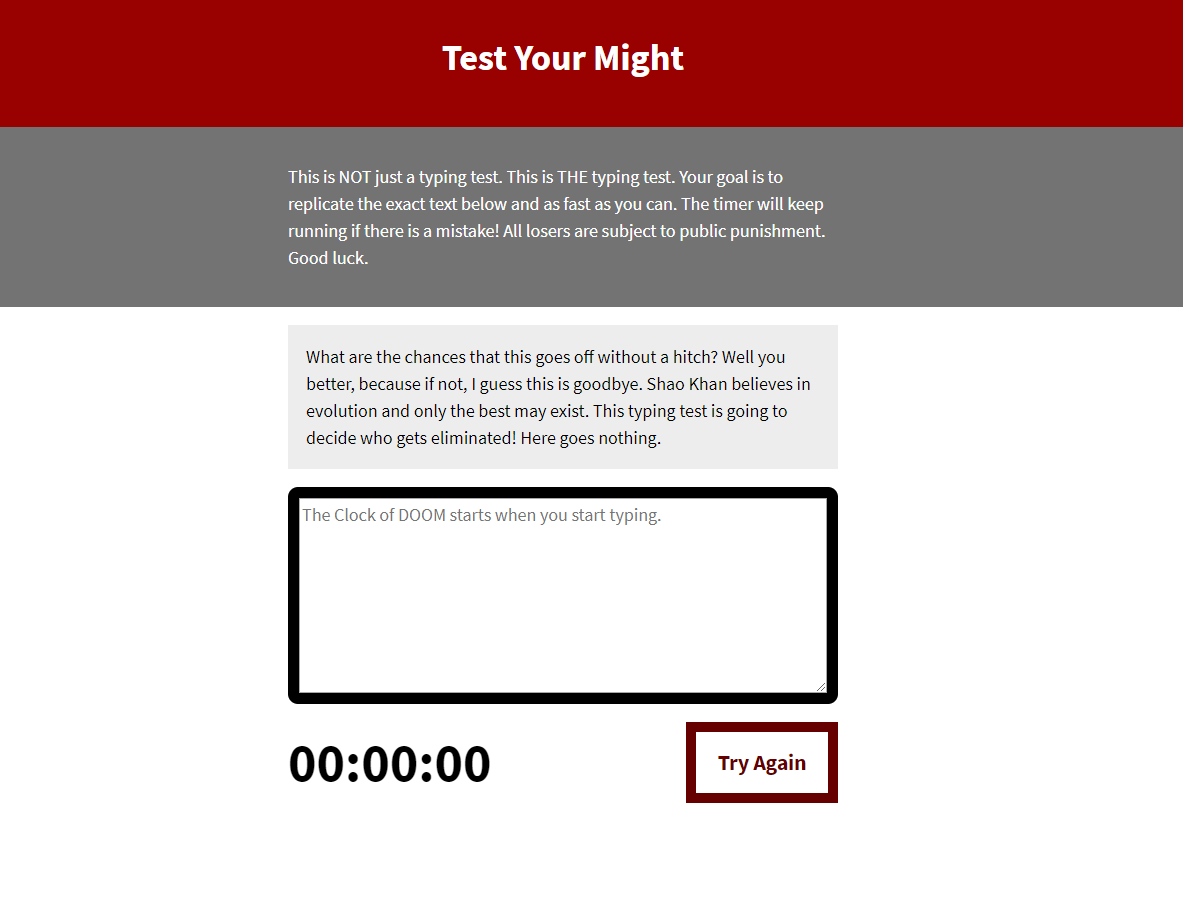 Test Your Might
This is NOT just a typing test. This is THE typing test. Your goal is to
replicate the exact text below and as fast as you can. The timer will keep
running if there is a mistake! All losers are subject to public punishment.
Good luck.
What are the chances that this goes off without a hitch? Well you
better, because if not, I guess this is goodbye. Shao Khan believes in
evolution and only the best may exist. This typing test is going to
decide who gets eliminated! Here goes nothing.
The Clock of DOOM starts when you start typing.
00:00:00
Try Again